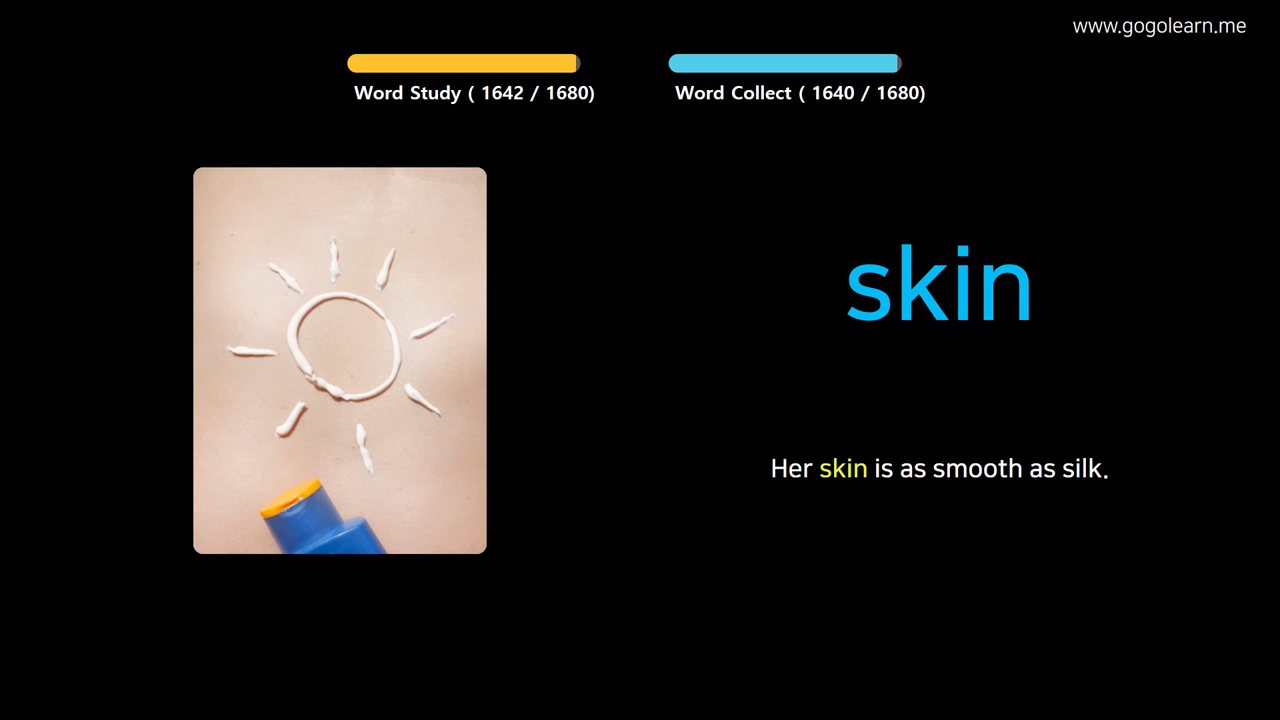 www.gogolearn.me
Word Study ( 1642 / 1680)
Word Collect ( 1640 / 1680)
skin
Her skin is as smooth as silk.